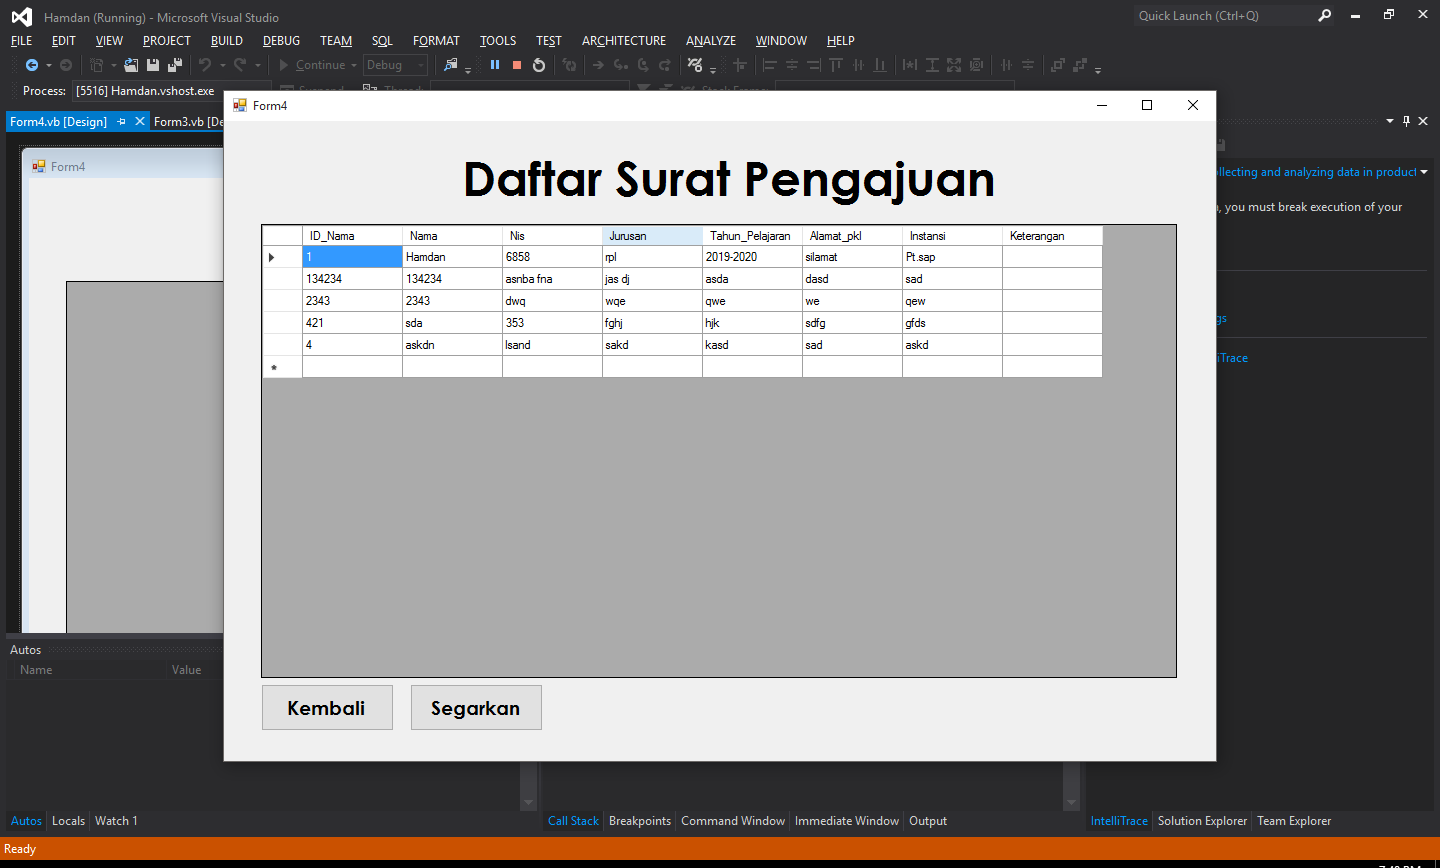 Hamdan (Running) - Microsoft Visual Studio
Quick Launch (Ctrl+Q)
FILE EDIT VIEW PROJECT BUILD DEBUG TEAM SQL FORMAT TOOLS TEST ARCHITECTURE ANALYZE WINDOW HELP
Continue Debug
Process: [5516] Hamdan.vshost.exe
Form4
Form4.vb [Design] Form3.vb [De
Form4
Daftar Surat Pengajuan
llecting and analyzing data in product
, you must break execution of your
ID_Nama Nama Nis Jurusan Tahun_Pelajaran Alamat_pkl Instansi Keterangan
1 Hamdan 6858 rpl 2019-2020 silamat Pt.sap
134234 134234 asnba fna jas dj asda dasd sad
2343 2343 dwq wqe qwe we qew
421 sda 353 fghj hjk sdfg gfds
gs
4 askdn lsand sakd kasd sad askd
iTrace
*
Autos
Name Value
Kembali Segarkan
Autos Locals Watch 1
Call Stack Breakpoints Command Window Immediate Window Output
IntelliTrace Solution Explorer Team Explorer
Ready